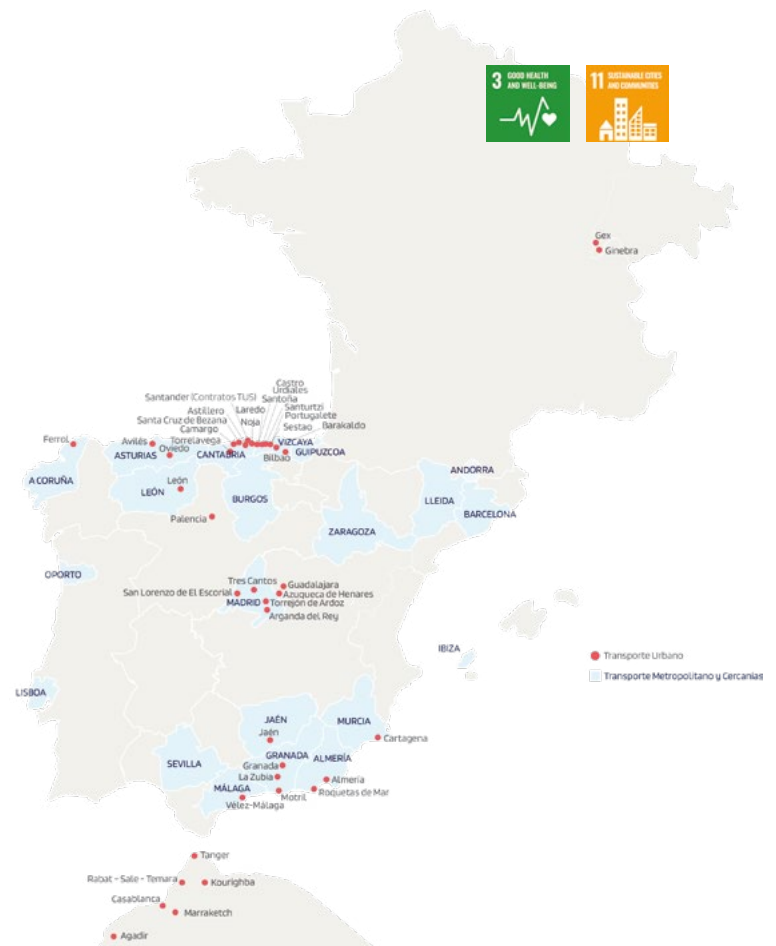 3 GOOD HEALTH
AND WELL-BEING
11 SUSTAINABLE CITIES
AND COMMUNITIES
Gex
Ginebra
Castro
Urdiales
Santander (Contratos TUS)
Santoña
Astillero
Laredo
Santurtzi
Santa Cruz de Bezana
Noja
Portugalete
Camargo
Sestao
Barakaldo
Ferrol
Avilés
Torrelavega
VIZCAYA
Oviedo
ASTURIAS
CANTABRIA
Bilbao
GUIPUZCOA
ANDORRA
A CORUÑA
León
LEÓN
BURGOS
LLEIDA
BARCELONA
Palencia
ZARAGOZA
OPORTO
Tres Cantos
Guadalajara
San Lorenzo de El Escorial
Azuqueca de Henares
MADRID
Torrejón de Ardoz
Arganda del Rey
IBIZA
Transporte Urbano
Transporte Metropolitano y Cercanías
LISBOA
JAÉN
MURCIA
Jaén
Cartagena
GRANADA
ALMERÍA
SEVILLA
Granada
La Zubia
Almería
MÁLAGA
Roquetas de Mar
Motril
Vélez-Málaga
Tanger
Rabat - Sale - Temara
Kourighba
Casablanca
Marraketch
Agadir